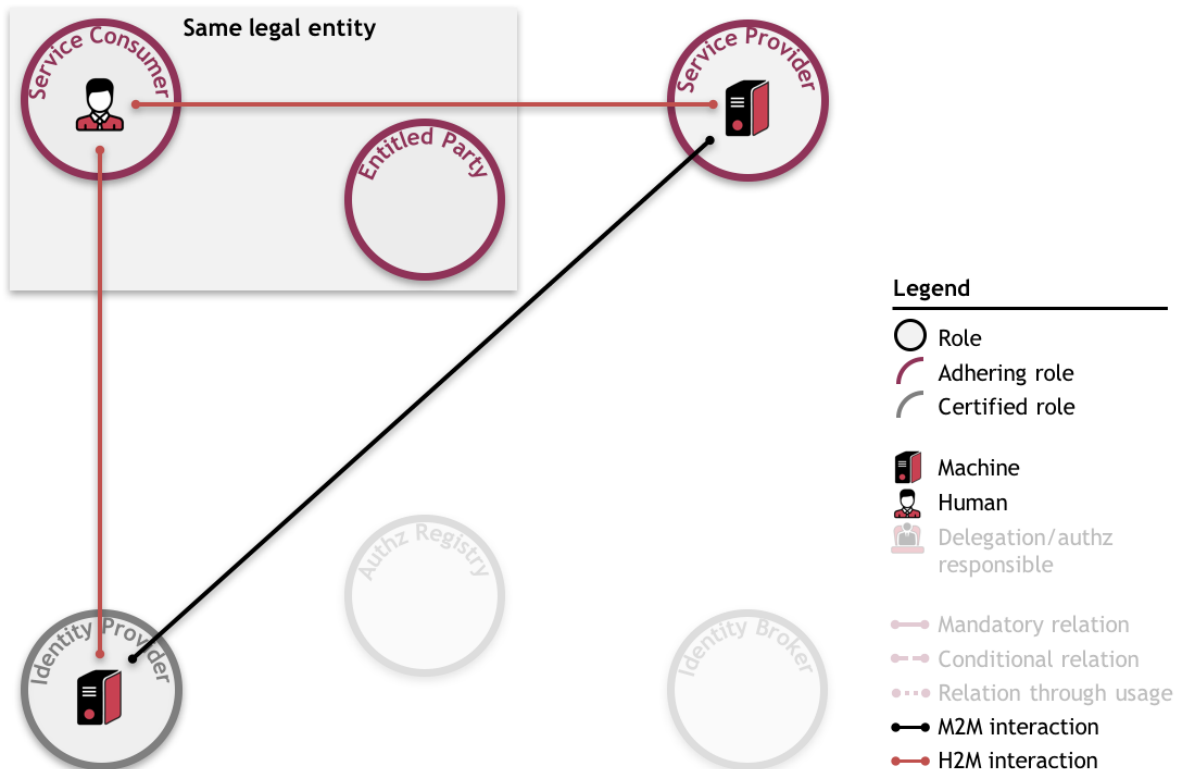 Same legal entity
Service Consumer
Service Provider
Entitled Party
Legend
Role
Adhering role
Certified role
Machine
Human
Delegation/authz
responsible
Authz Registry
Identity Provider
Identity Broker
Mandatory relation
Conditional relation
Relation through usage
M2M interaction
H2M interaction